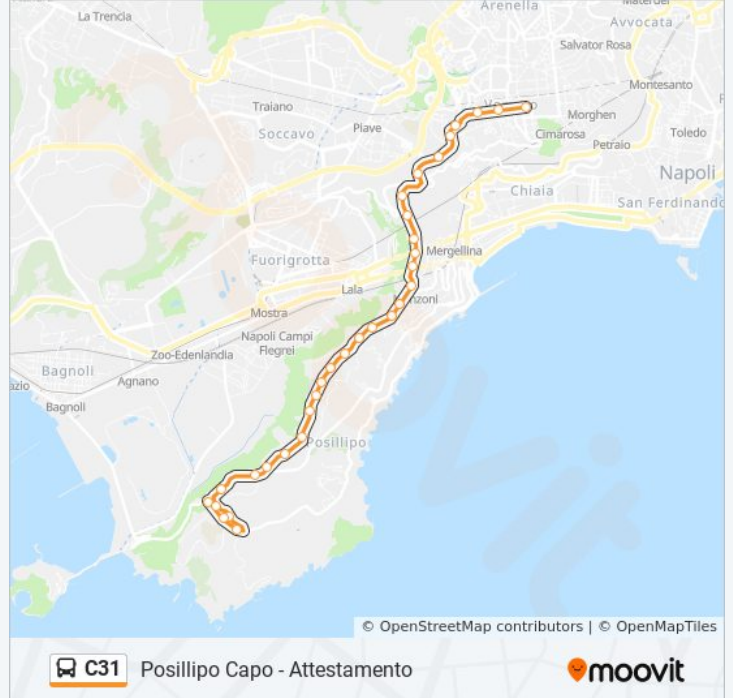 La Trencia
Arenella
Avvocata
Salvator Rosa
Montesanto
Traiano
Soccavo
Piave
Morghen
Cimarosa
Toledo
Petraio
Napoli
Chiaia
San Ferdinando
Mergellina
Fuorigrotta
Lala
Mostra
Napoli Campi
Flegrei
Zoo-Edenlandia
Bagnoli
Agnano
Bagnoli
Posillipo
© OpenStreetMap contributors | © OpenMapTiles
C31 Posillipo Capo - Attestamento moovit